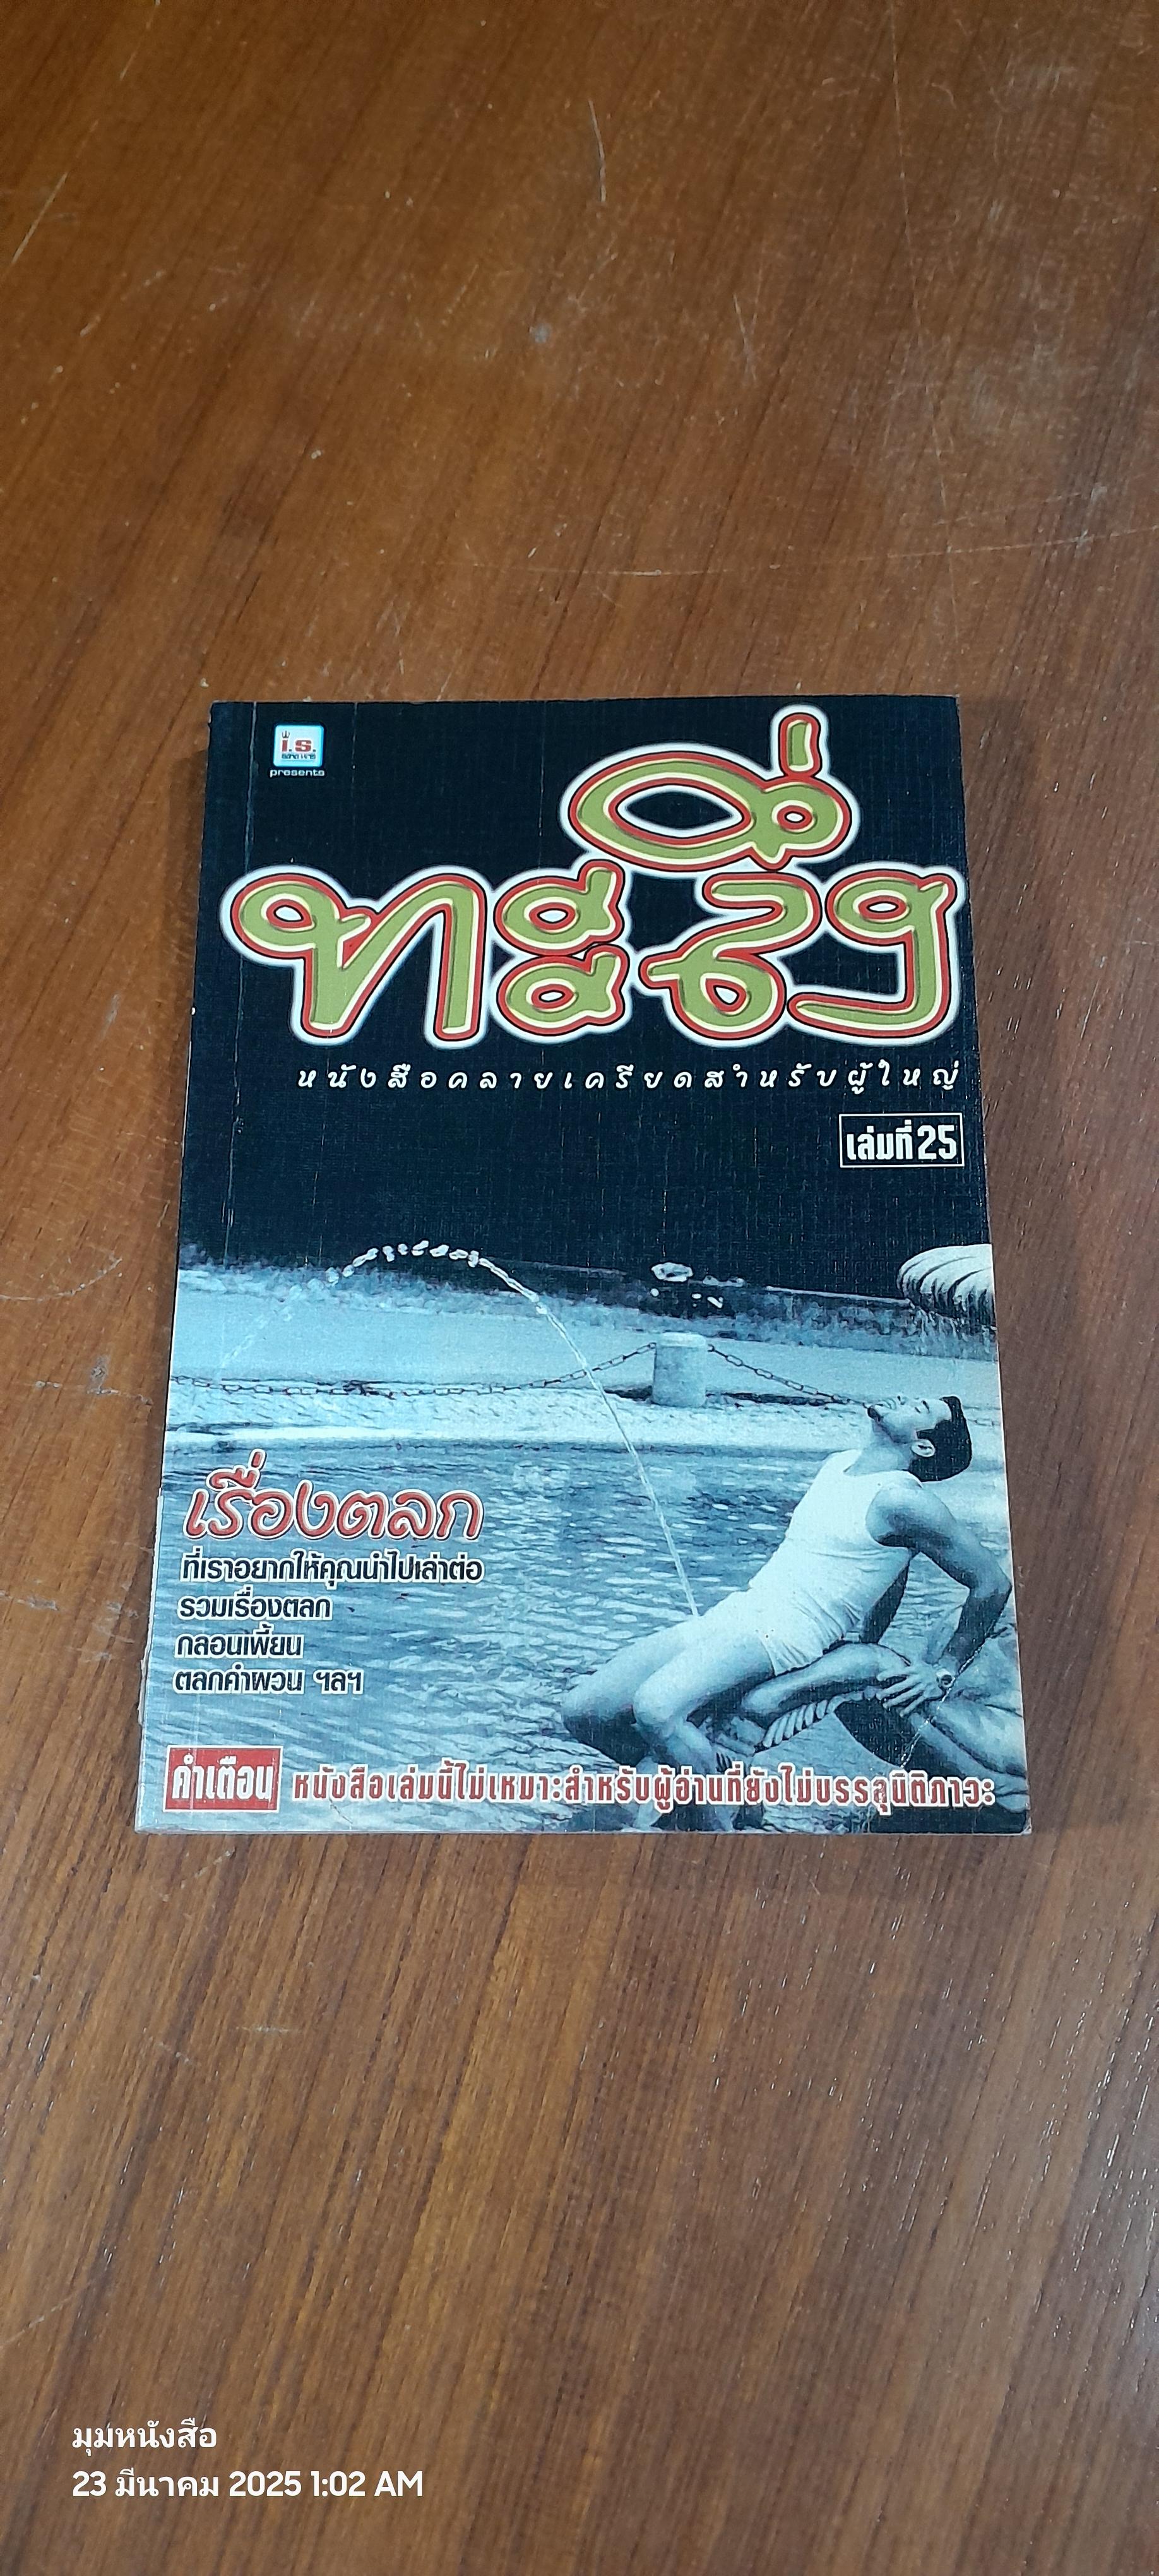 i.s.
presents
ทะลึ่ง
หนังสือคลายเครียดสำหรับผู้ใหญ่
เล่มที่ 25
เรื่องตลก
ที่เราอยากให้คุณนำไปเล่าต่อ
รวมเรื่องตลก
กลอนเพี้ยน
ตลกคำผวน ฯลฯ
คำเตือน หนังสือเล่มนี้ไม่เหมาะสำหรับผู้อ่านที่ยังไม่บรรลุนิติภาวะ
มุมหนังสือ
23 มีนาคม 2025 1:02 AM